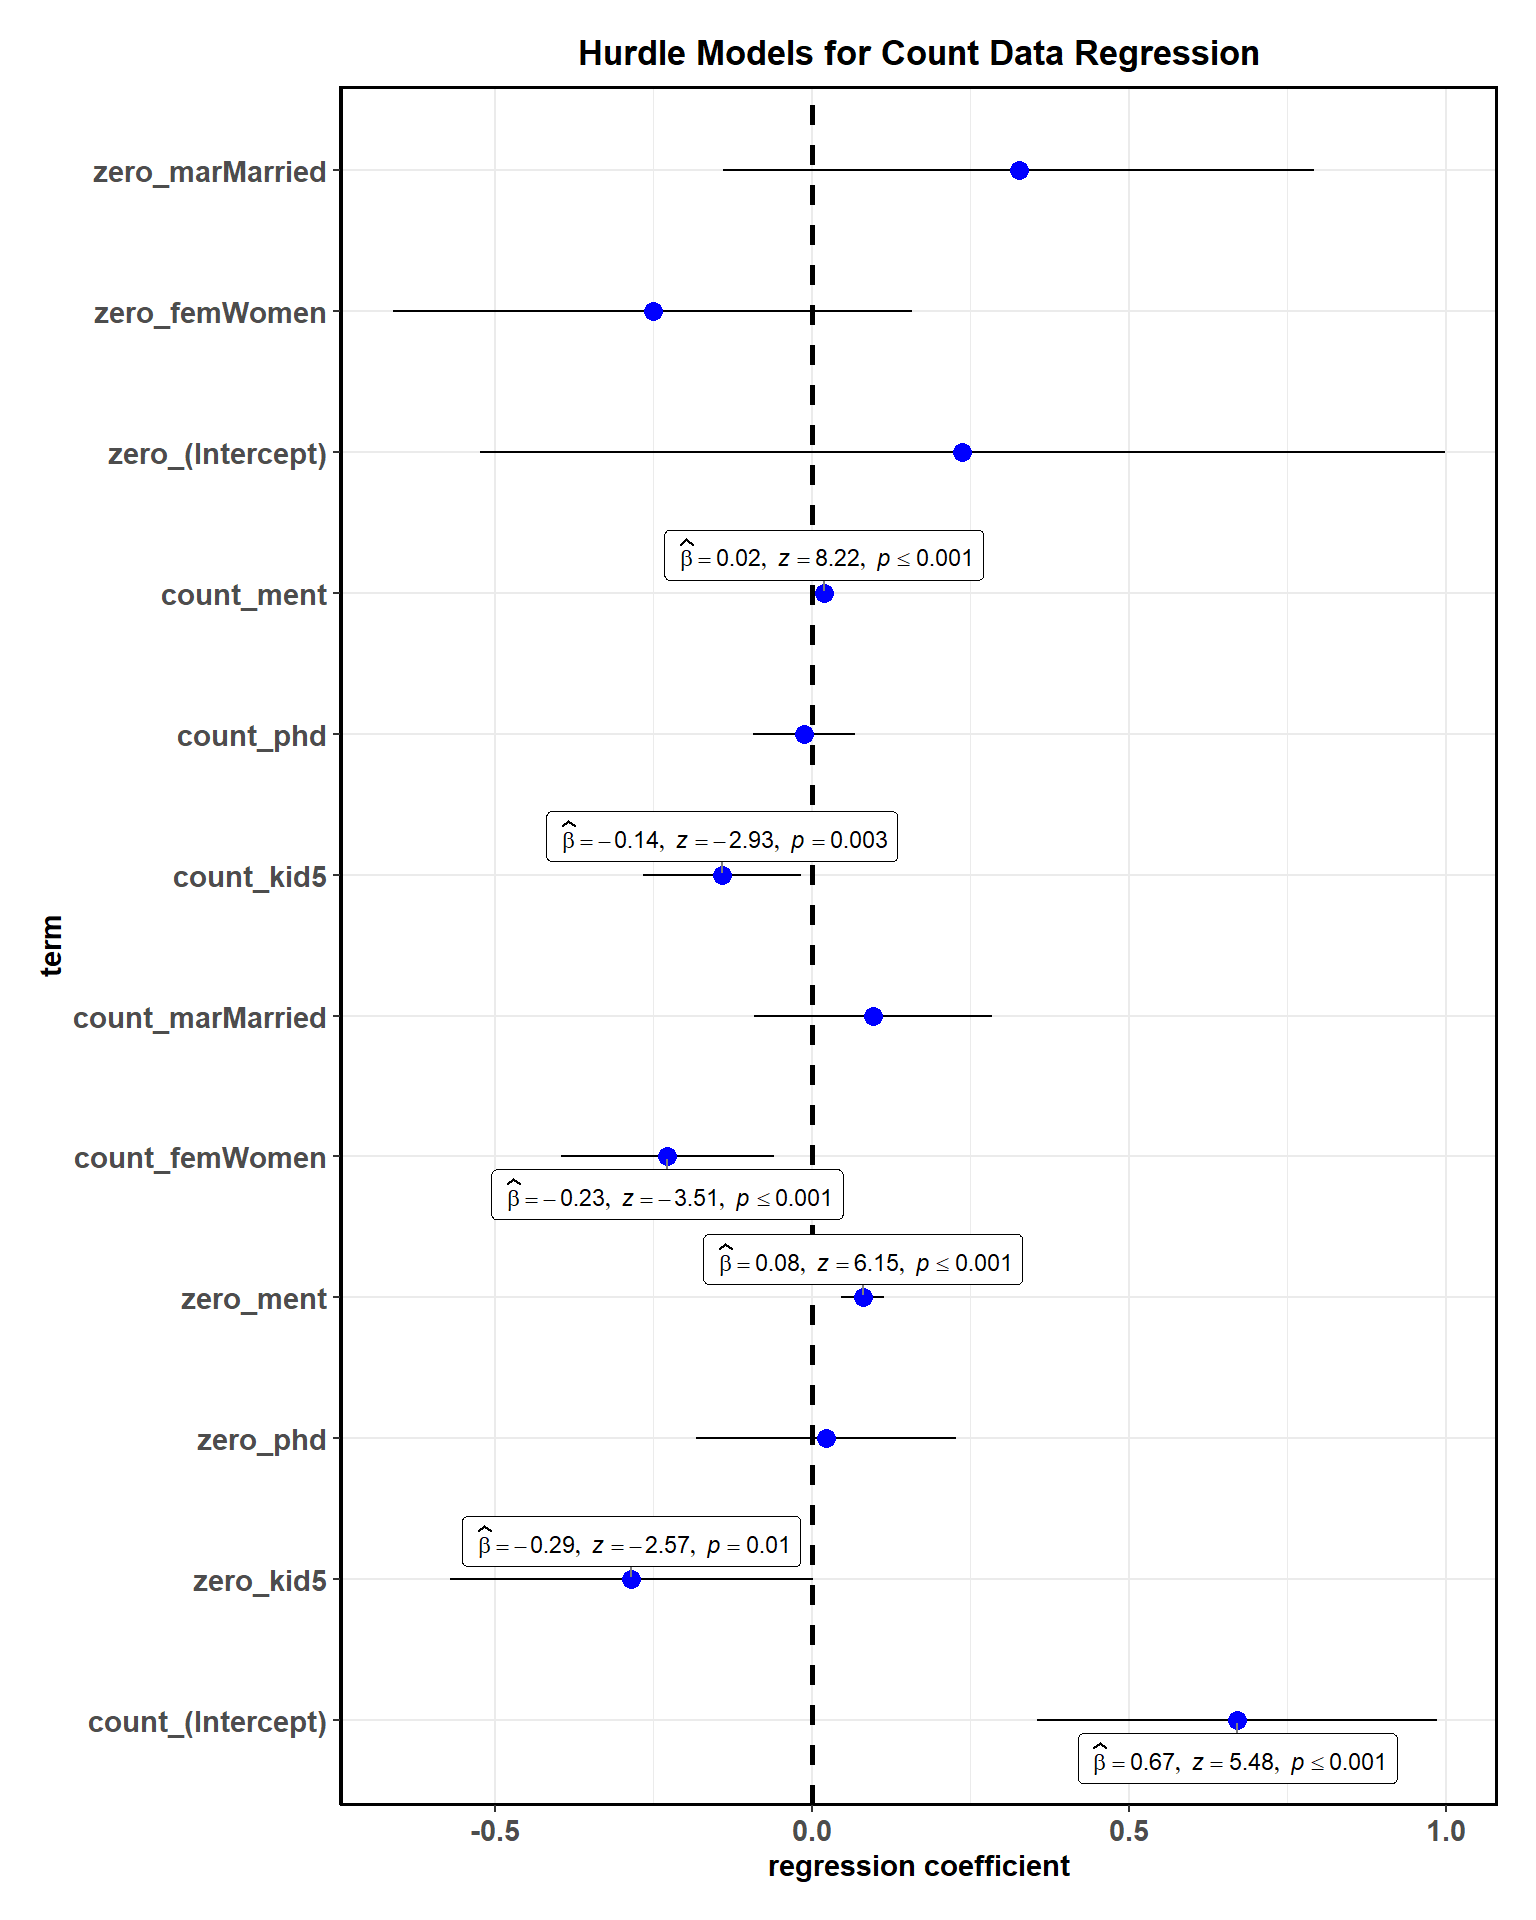 Hurdle Models for Count Data Regression
zero_marMarried
zero_femWomen
zero_(Intercept)
β̂ = 0.02, z = 8.22, p ≤ 0.001
count_ment
count_phd
β̂ = −0.14, z = −2.93, p = 0.003
count_kid5
term
count_marMarried
count_femWomen
β̂ = −0.23, z = −3.51, p ≤ 0.001
β̂ = 0.08, z = 6.15, p ≤ 0.001
zero_ment
zero_phd
β̂ = −0.29, z = −2.57, p = 0.01
zero_kid5
count_(Intercept)
β̂ = 0.67, z = 5.48, p ≤ 0.001
-0.5 0.0 0.5 1.0
regression coefficient